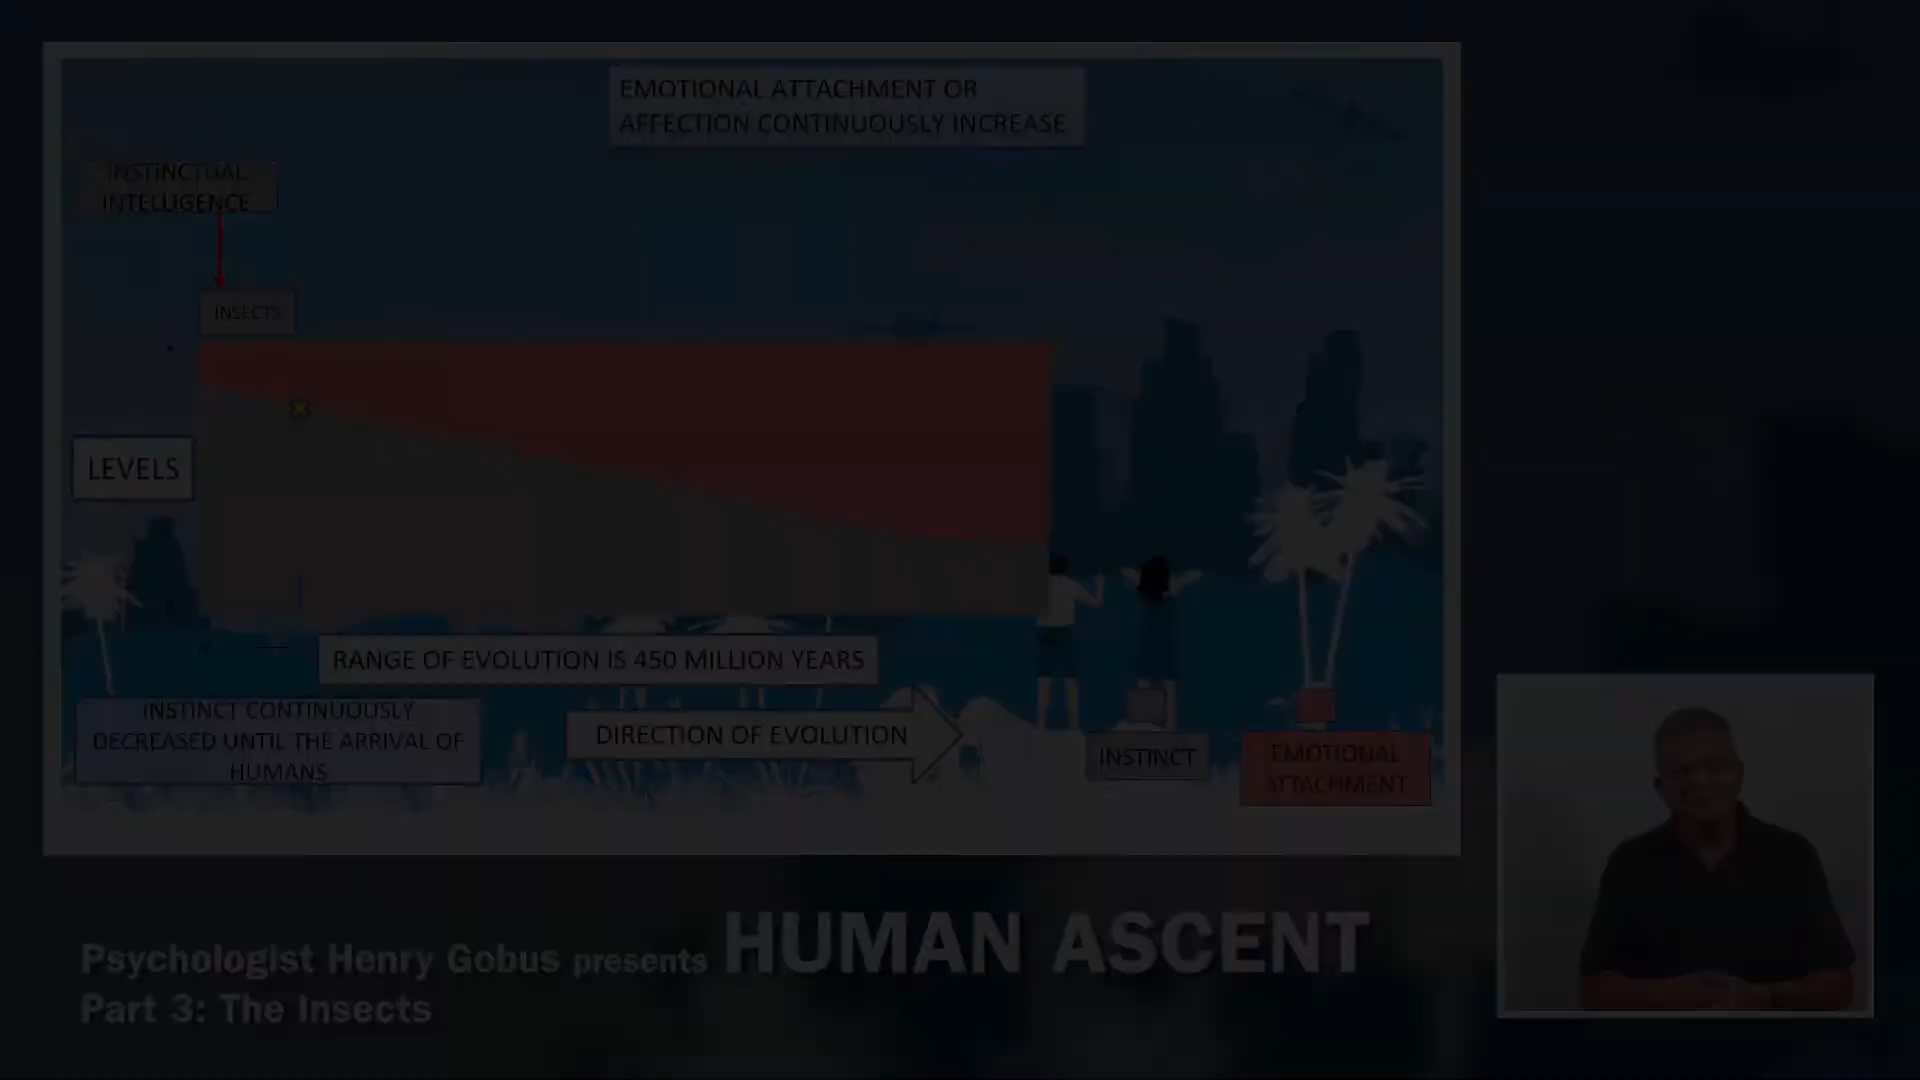 EMOTIONAL ATTACHMENT OR
AFFECTION CONTINUOUSLY INCREASE
INSTINCTUAL
INTELLIGENCE
INSECTS
LEVELS
RANGE OF EVOLUTION IS 450 MILLION YEARS
INSTINCT CONTINUOUSLY
DECREASED UNTIL THE ARRIVAL OF
HUMANS
DIRECTION OF EVOLUTION
INSTINCT
EMOTIONAL
ATTACHMENT
Psychologist Henry Gobus presents HUMAN ASCENT
Part 3: The Insects